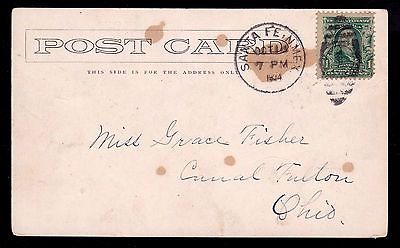 POST CARD
THIS SIDE IS FOR THE ADDRESS ONLY.
SANTA FE, N. MEX.
7 PM
1904
Miss Grace Fisher
Canal Fulton
Ohio.